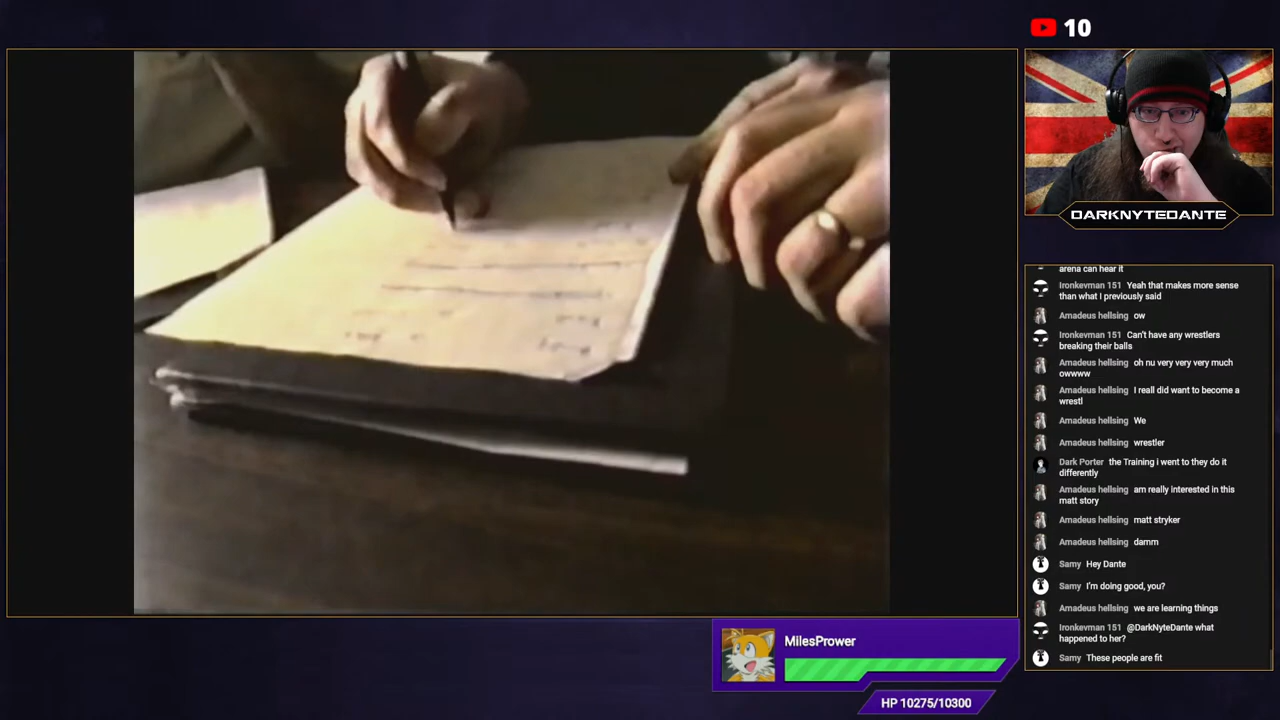 10
DARKNYTEDANTE
arena can hear it
Ironkevman 151 Yeah that makes more sense
than what I previously said
Amadeus hellsing ow
Ironkevman 151 Can't have any wrestlers
breaking their balls
Amadeus hellsing oh nu very very very much
owwww
Amadeus hellsing I reall did want to become a
wrestl
Amadeus hellsing We
Amadeus hellsing wrestler
Dark Porter the Training i went to they do it
differently
Amadeus hellsing am really interested in this
matt story
Amadeus hellsing matt stryker
Amadeus hellsing damm
Samy Hey Dante
Samy I'm doing good, you?
Amadeus hellsing we are learning things
Ironkevman 151 @DarkNyteDante what
happened to her?
Samy These people are fit
MilesPrower
HP 10275/10300